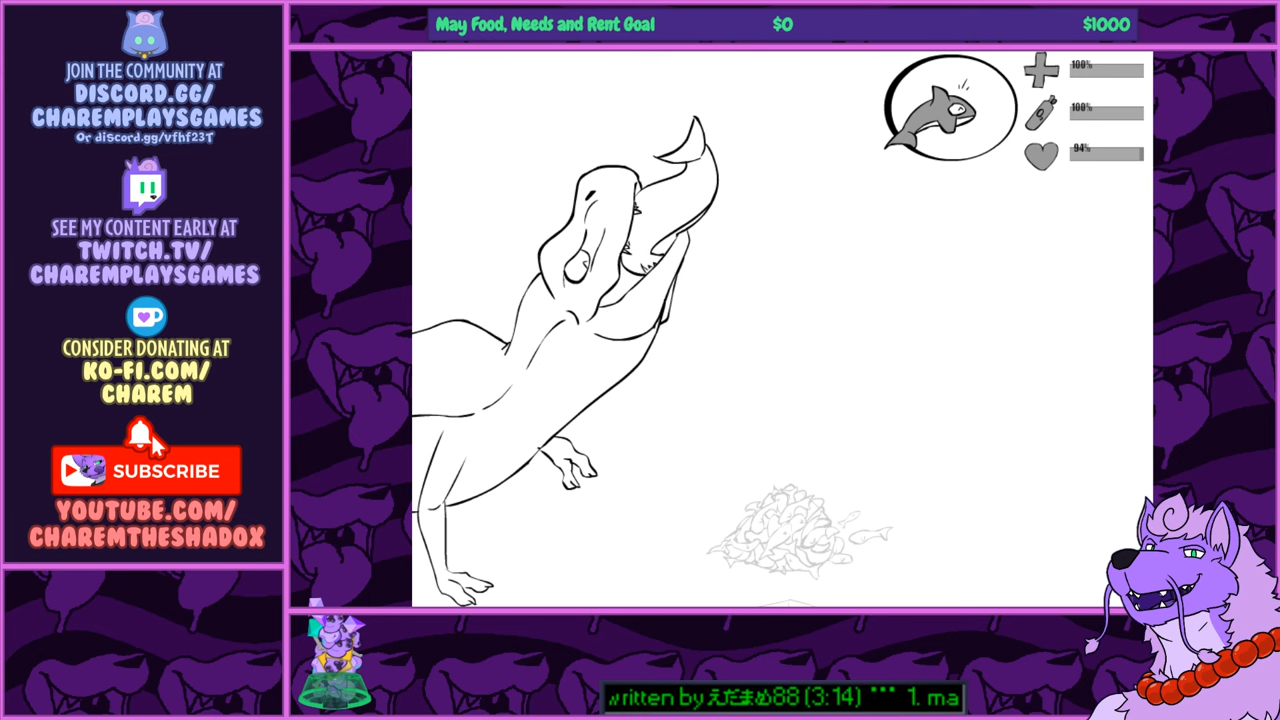 May Food, Needs and Rent Goal $0 $1000
JOIN THE COMMUNITY AT
DISCORD.GG/
CHAREMPLAYSGAMES
Or discord.gg/vfhf23T
100%
100%
94%
SEE MY CONTENT EARLY AT
TWITCH.TV/
CHAREMPLAYSGAMES
CONSIDER DONATING AT
KO-FI.COM/
CHAREM
SUBSCRIBE
YOUTUBE.COM/
CHAREMTHESHADOX
written by えだまめ88 (3:14) *** 1. ma